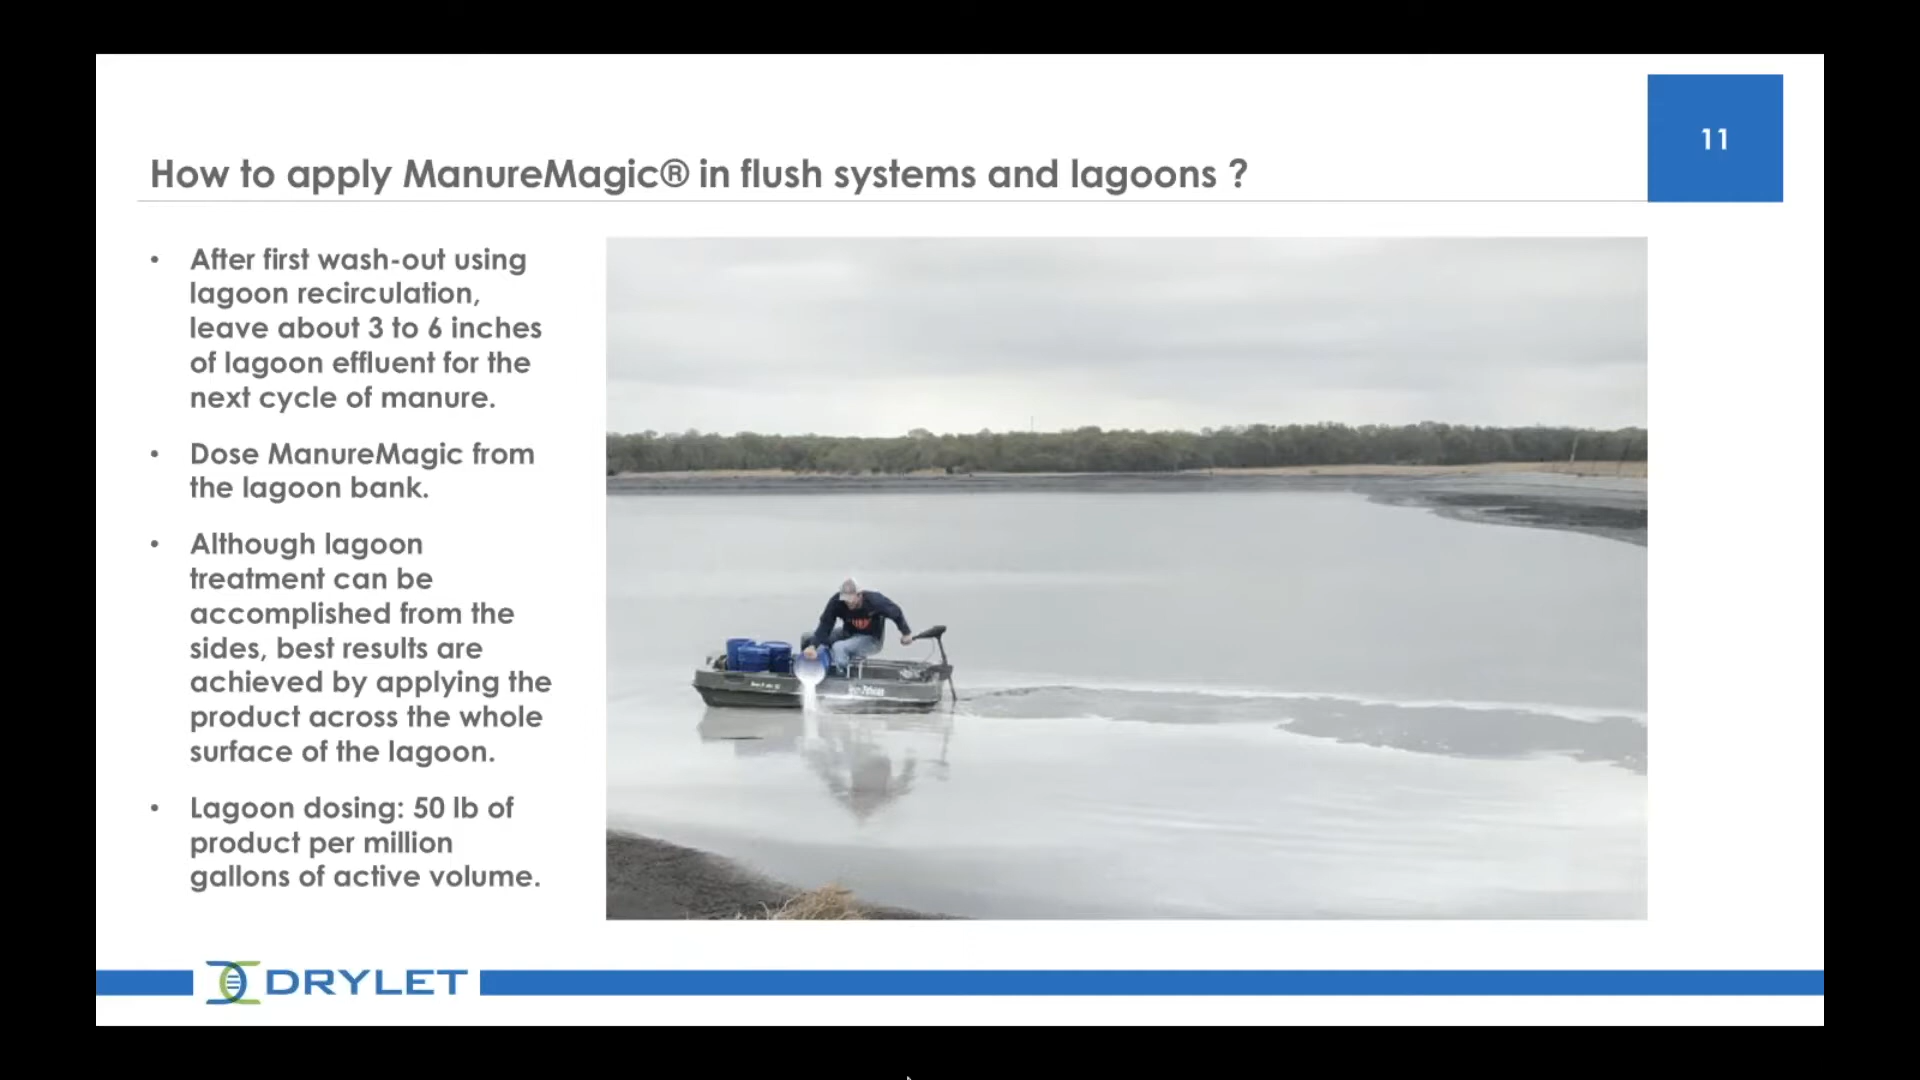 11
How to apply ManureMagic® in flush systems and lagoons ?
• After first wash-out using
lagoon recirculation,
leave about 3 to 6 inches
of lagoon effluent for the
next cycle of manure.
• Dose ManureMagic from
the lagoon bank.
• Although lagoon
treatment can be
accomplished from the
sides, best results are
achieved by applying the
product across the whole
surface of the lagoon.
• Lagoon dosing: 50 lb of
product per million
gallons of active volume.
DRYLET